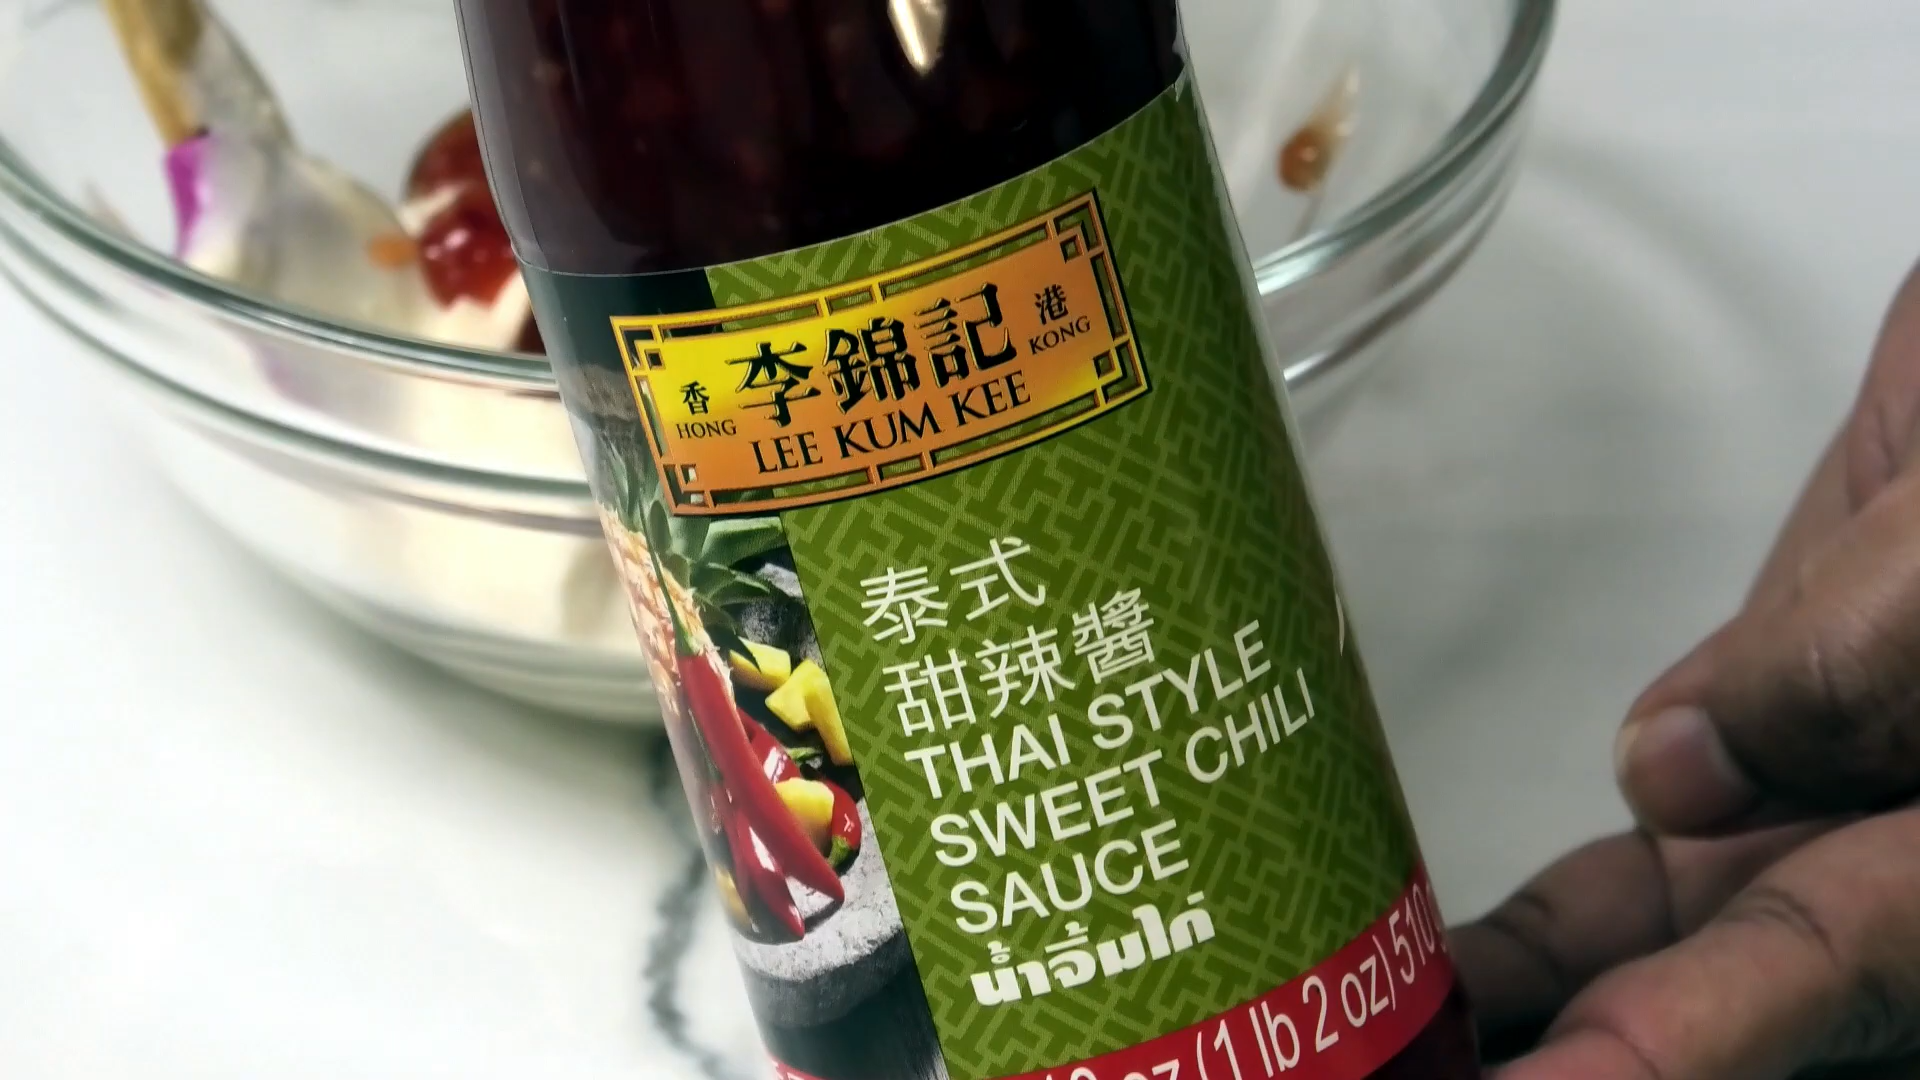 香 李錦記 港
HONG LEE KUM KEE KONG
泰式
甜辣醬
THAI STYLE
SWEET CHILI
SAUCE
น้ำจิ้มไก่
oz (1 lb 2 oz) 510